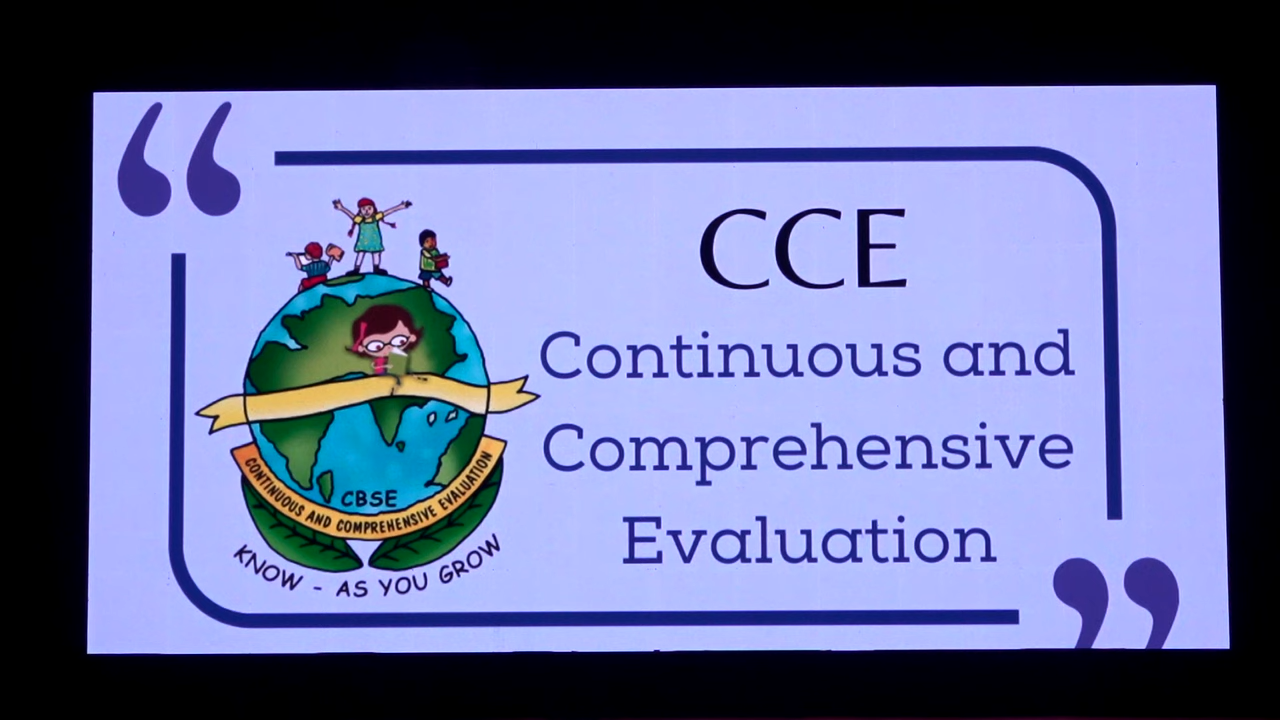 CCE
Continuous and
Comprehensive
Evaluation
CBSE
CONTINUOUS AND COMPREHENSIVE EVALUATION
KNOW - AS YOU GROW